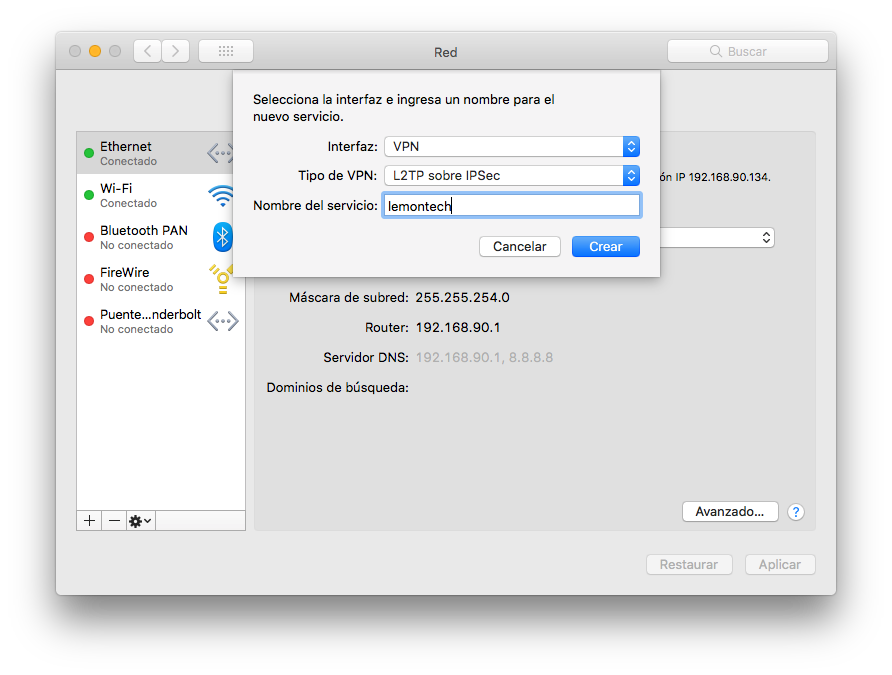 Red
Buscar
Selecciona la interfaz e ingresa un nombre para el
nuevo servicio.
Interfaz: VPN
Tipo de VPN: L2TP sobre IPSec
Nombre del servicio: lemontech
Cancelar Crear
Ethernet
Conectado
Wi-Fi
Conectado
Bluetooth PAN
No conectado
FireWire
No conectado
Puente...nderbolt
No conectado
ón IP 192.168.90.134.
Máscara de subred: 255.255.254.0
Router: 192.168.90.1
Servidor DNS: 192.168.90.1, 8.8.8.8
Dominios de búsqueda:
Avanzado... ?
Restaurar Aplicar